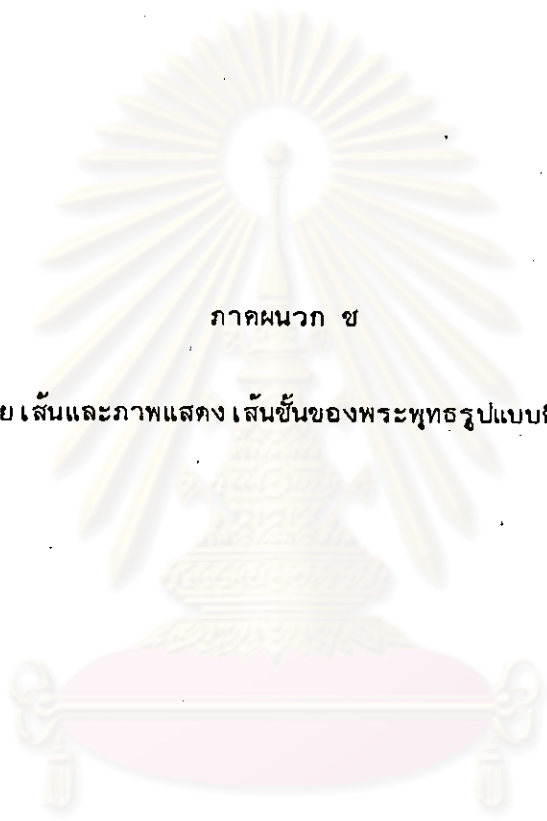 ภาคผนวก ช
เส้นและภาพแสดงเส้นชั้นของพระพุทธรูปแบบ